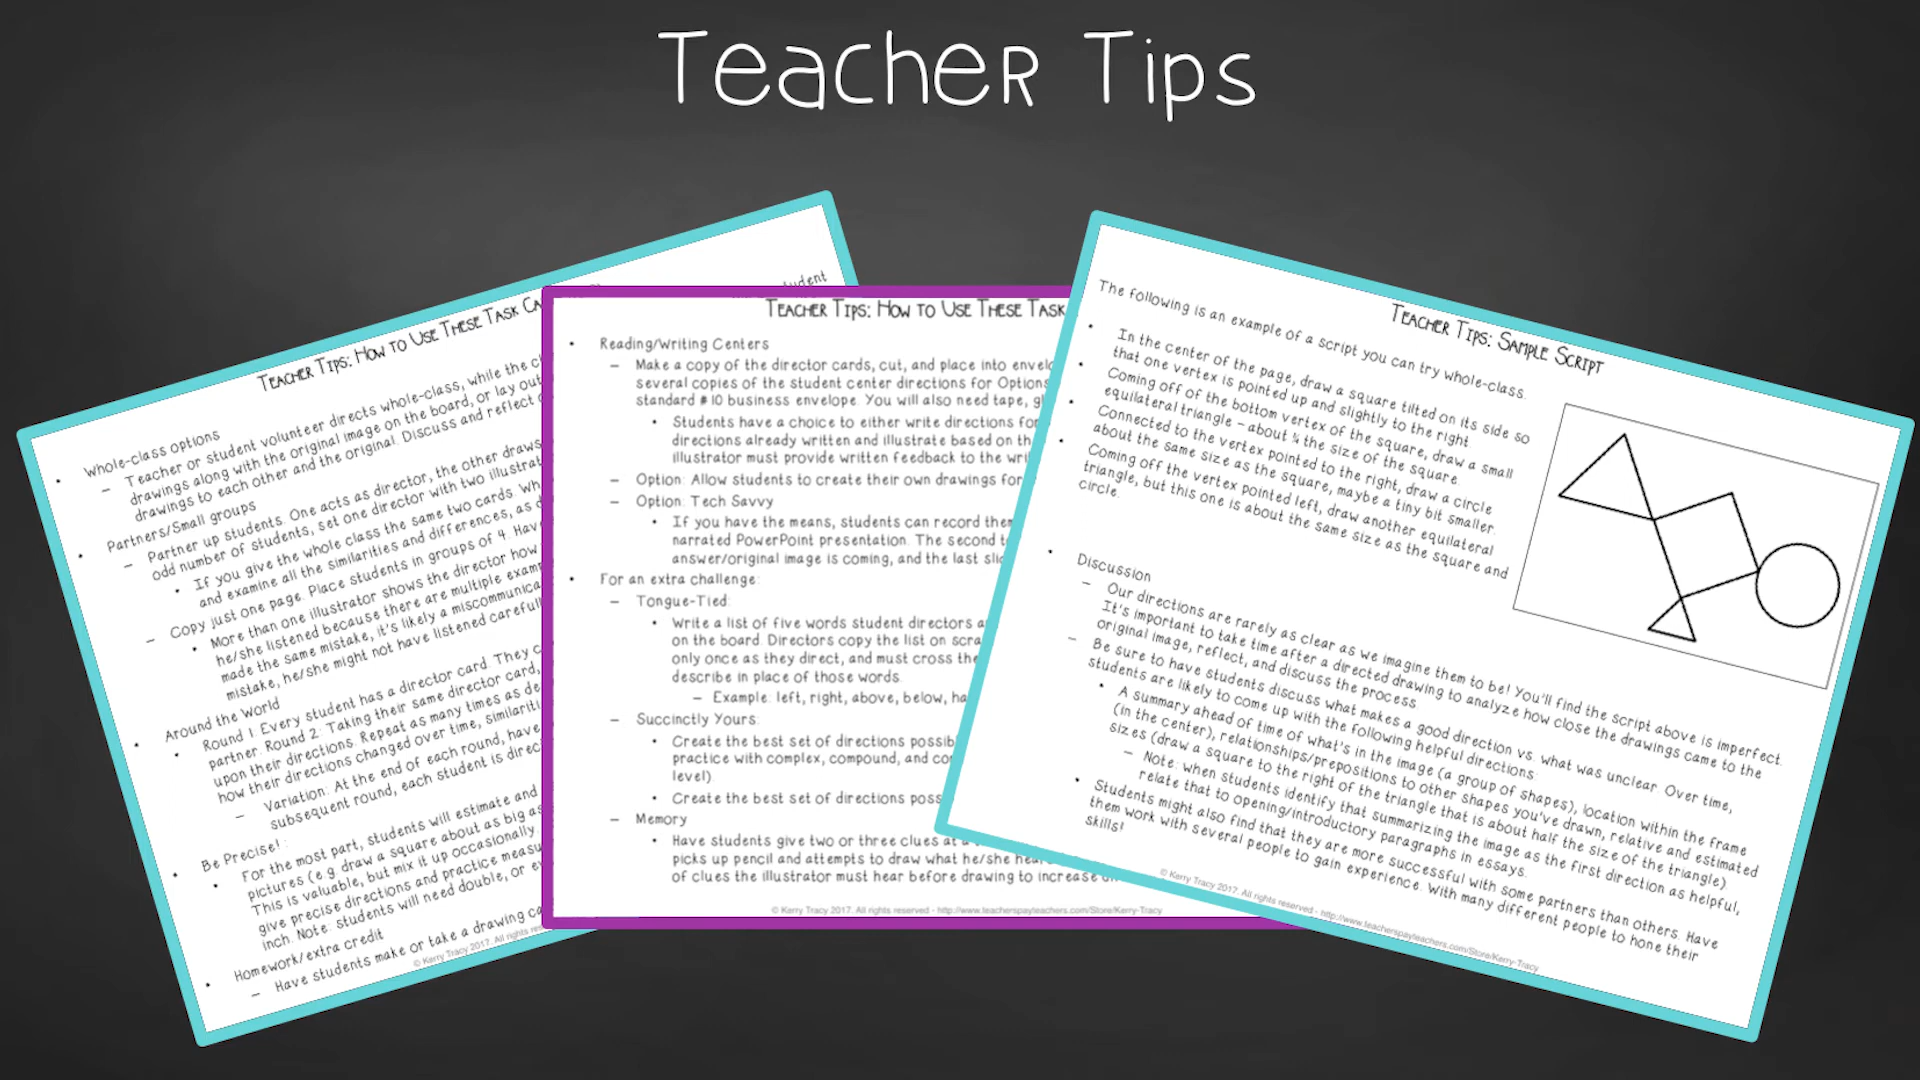 Teacher Tips
Teacher Tips: How to Use These Task Ca
• Whole-class options
– Teacher or student volunteer directs whole-class, while the
drawings along with the original image on the board, or lay out
drawings to each other and the original. Discuss and reflect
• Partners/Small groups
– Partner up students. One acts as director, the other draws
odd number of students, set one director with two illustrat
• If you give the whole class the same two cards. Wh
and examine all the similarities and differences, as d
– Copy just one page. Place students in groups of 4. Hav
• More than one illustrator shows the director how
he/she listened because there are multiple exam
made the same mistake, it's likely a miscommunica
mistake, he/she might not have listened carefull
• Around the World
• Round 1: Every student has a director card. They c
partner. Round 2: Taking their same director card,
upon their directions. Repeat as many times as de
how their directions changed over time, similariti
– Variation: At the end of each round, have
subsequent round, each student is direc
• Be Precise!:
• For the most part, students will estimate and
pictures (e.g. draw a square about as big as
This is valuable, but mix it up occasionally.
give precise directions and practice measu
inch. Note: students will need double, or ev
• Homework/extra credit
– Have students make or take a drawing ca
© Kerry Tracy 2017. All rights res
udent
Teacher Tips: How to Use These Task
• Reading/Writing Centers
– Make a copy of the director cards, cut, and place into envelo
several copies of the student center directions for Options
standard #10 business envelope. You will also need tape, gl
• Students have a choice to either write directions for
directions already written and illustrate based on th
illustrator must provide written feedback to the wri
– Option: Allow students to create their own drawings for
– Option: Tech Savvy
• If you have the means, students can record them
narrated PowerPoint presentation. The second to
answer/original image is coming, and the last slid
• For an extra challenge:
– Tongue-Tied:
• Write a list of five words student directors a
on the board. Directors copy the list on scra
only once as they direct, and must cross the
describe in place of those words.
– Example: left, right, above, below, ha
– Succinctly Yours:
• Create the best set of directions possib
practice with complex, compound, and co
level).
• Create the best set of directions poss
– Memory
• Have students give two or three clues at a
picks up pencil and attempts to draw what he/she hear
of clues the illustrator must hear before drawing to increase
© Kerry Tracy 2017. All rights reserved - http://www.teacherspayteachers.com/Store/Kerry-Tracy
Teacher Tips: Sample Script
The following is an example of a script you can try whole-class.
• In the center of the page, draw a square tilted on its side so
that one vertex is pointed up and slightly to the right
• Coming off of the bottom vertex of the square, draw a small
equilateral triangle – about ¼ the size of the square.
• Connected to the vertex pointed to the right, draw a circle
about the same size as the square, maybe a tiny bit smaller.
• Coming off the vertex pointed left, draw another equilateral
triangle, but this one is about the same size as the square and
circle.
• Discussion
– Our directions are rarely as clear as we imagine them to be! You'll find the script above is imperfect.
It's important to take time after a directed drawing to analyze how close the drawings came to the
original image, reflect, and discuss the process
– Be sure to have students discuss what makes a good direction vs. what was unclear. Over time,
students are likely to come up with the following helpful directions:
• A summary ahead of time of what's in the image (a group of shapes), location within the frame
(in the center), relationships/prepositions to other shapes you've drawn, relative and estimated
sizes (draw a square to the right of the triangle that is about half the size of the triangle)
– Note: when students identify that summarizing the image as the first direction as helpful,
relate that to opening/introductory paragraphs in essays.
• Students might also find that they are more successful with some partners than others. Have
them work with several people to gain experience. With many different people to hone their
skills!
© Kerry Tracy 2017. All rights reserved - http://www.teacherspayteachers.com/Store/Kerry-Tracy